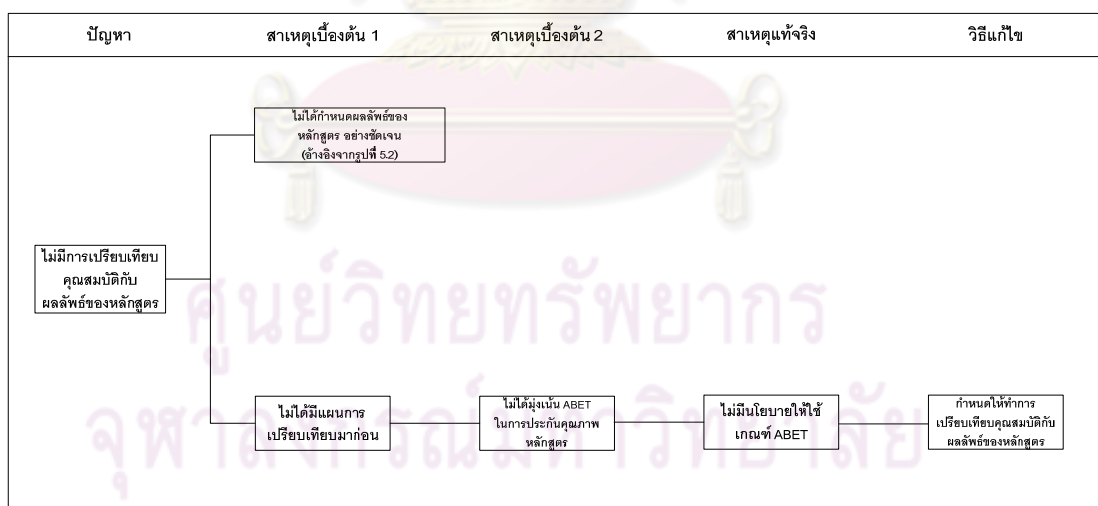 ปัญหา สาเหตุเบื้องต้น 1 สาเหตุเบื้องต้น 2 สาเหตุแท้จริง วิธีแก้ไข
ไม่ได้กำหนดผลลัพธ์ของ
หลักสูตร อย่างชัดเจน
(อ้างอิงจากรูปที่ 5.2)
ไม่มีการเปรียบเทียบ
คุณสมบัติกับ
ผลลัพธ์ของหลักสูตร
ไม่ได้มีแผนการ
เปรียบเทียบมาก่อน
ไม่ได้มุ่งเน้น ABET
ในการประกันคุณภาพ
หลักสูตร
ไม่มีนโยบายให้ใช้
เกณฑ์ ABET
กำหนดให้ทำการ
เปรียบเทียบคุณสมบัติกับ
ผลลัพธ์ของหลักสูตร
ศูนย์วิทยทรัพยากร
จุฬาลงกรณ์มหาวิทยาลัย